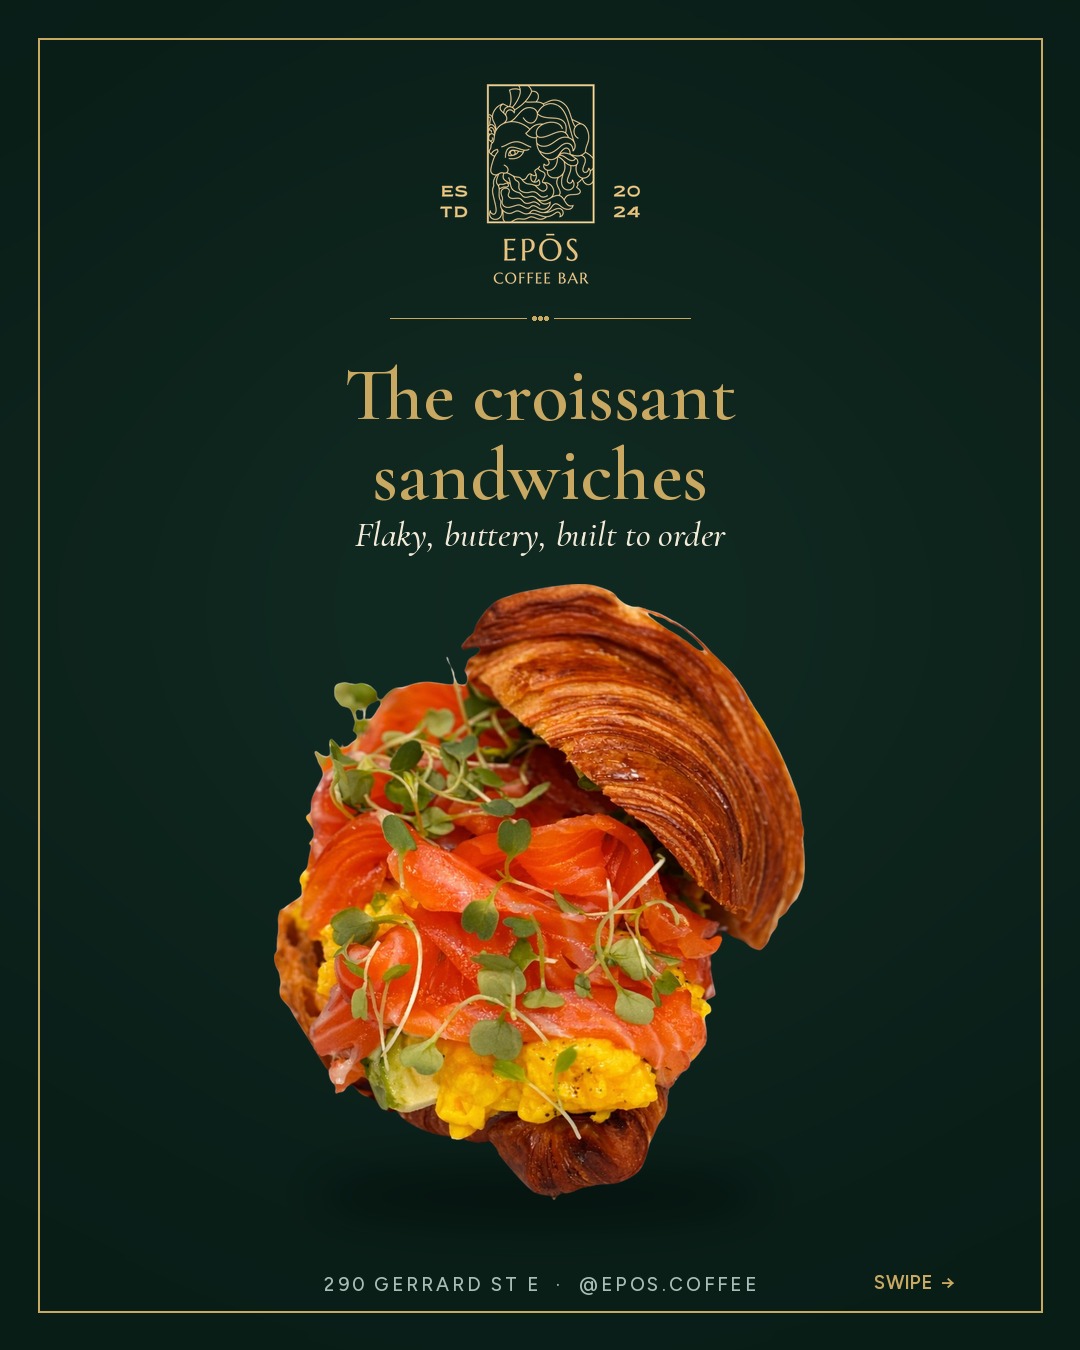 ES
TD
20
24
EPŌS
COFFEE BAR
The croissant
sandwiches
Flaky, buttery, built to order
290 GERRARD ST E · @EPOS.COFFEE
SWIPE →